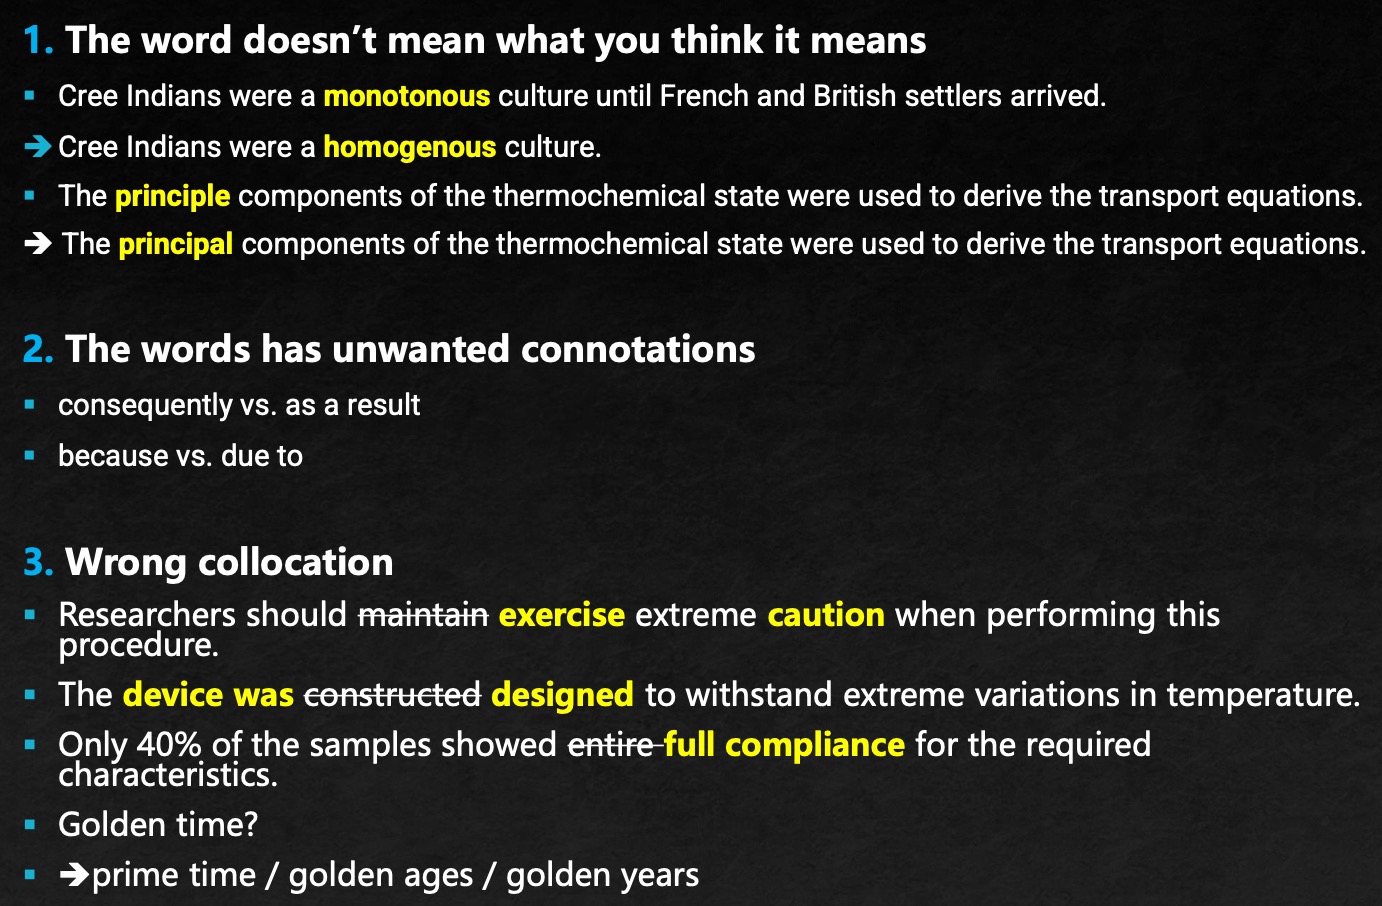 1. The word doesn’t mean what you think it means
▪ Cree Indians were a monotonous culture until French and British settlers arrived.
➔ Cree Indians were a homogenous culture.
▪ The principle components of the thermochemical state were used to derive the transport equations.
➔ The principal components of the thermochemical state were used to derive the transport equations.
2. The words has unwanted connotations
▪ consequently vs. as a result
▪ because vs. due to
3. Wrong collocation
▪ Researchers should maintain exercise extreme caution when performing this
procedure.
▪ The device was constructed designed to withstand extreme variations in temperature.
▪ Only 40% of the samples showed entire full compliance for the required
characteristics.
▪ Golden time?
▪ ➔prime time / golden ages / golden years